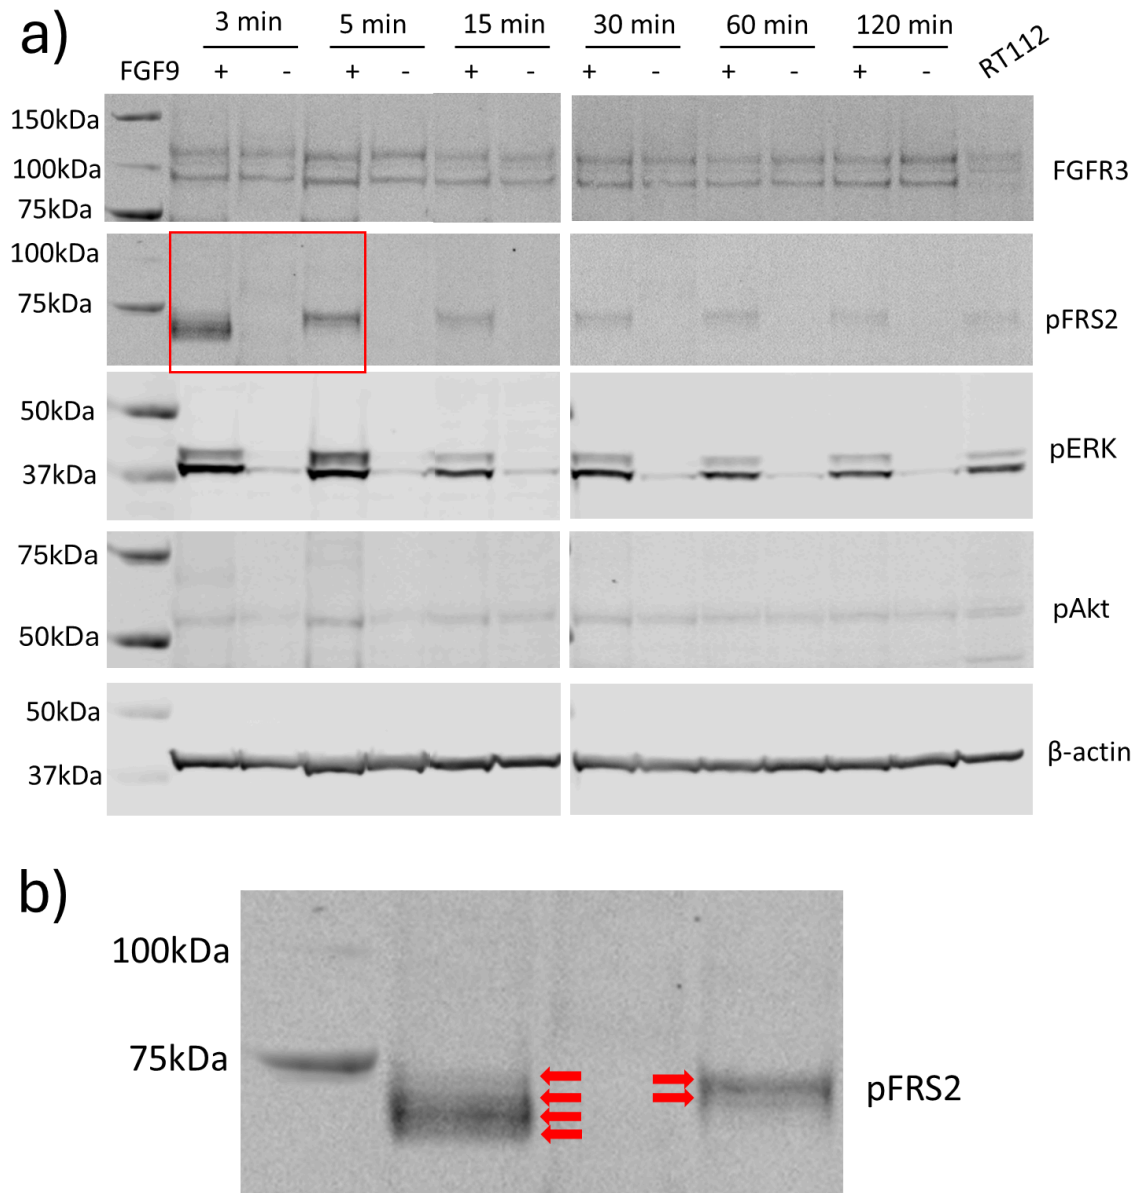 a)
3 min 5 min 15 min 30 min 60 min 120 min RT112
FGF9 + - + - + - + - + - + -
150kDa
100kDa
75kDa
FGFR3
100kDa
75kDa
pFRS2
50kDa
37kDa
pERK
75kDa
50kDa
pAkt
50kDa
37kDa
β-actin
b)
100kDa
75kDa
pFRS2